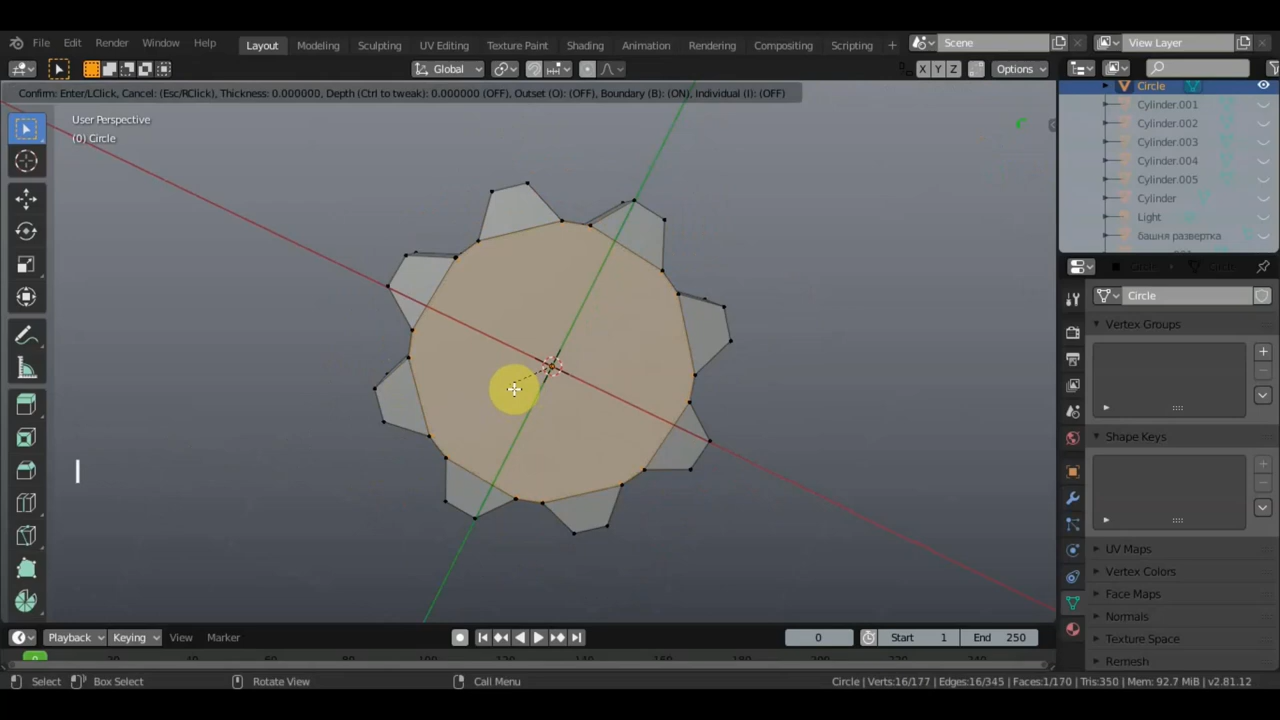 File Edit Render Window Help
Layout Modeling Sculpting UV Editing Texture Paint Shading Animation Rendering Compositing Scripting +
Scene View Layer
Global X Y Z Options
Confirm: Enter/LClick, Cancel: (Esc/RClick), Thickness: 0.000000, Depth (Ctrl to tweak): 0.000000 (OFF), Outset (O): (OFF), Boundary (B): (ON), Individual (I): (OFF)
User Perspective
(0) Circle
Circle
Cylinder.001
Cylinder.002
Cylinder.003
Cylinder.004
Cylinder.005
Cylinder
Light
башня развертка
Circle
Vertex Groups
Shape Keys
UV Maps
Vertex Colors
Face Maps
Normals
Texture Space
Remesh
I
Playback Keying View Marker 0 Start 1 End 250
0
Select Box Select Rotate View Call Menu Circle | Verts:16/177 | Edges:16/345 | Faces:1/170 | Tris:350 | Mem: 92.7 MiB | v2.81.12